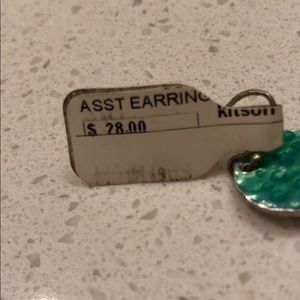 ASST EARRING
kitson
$ 28.00